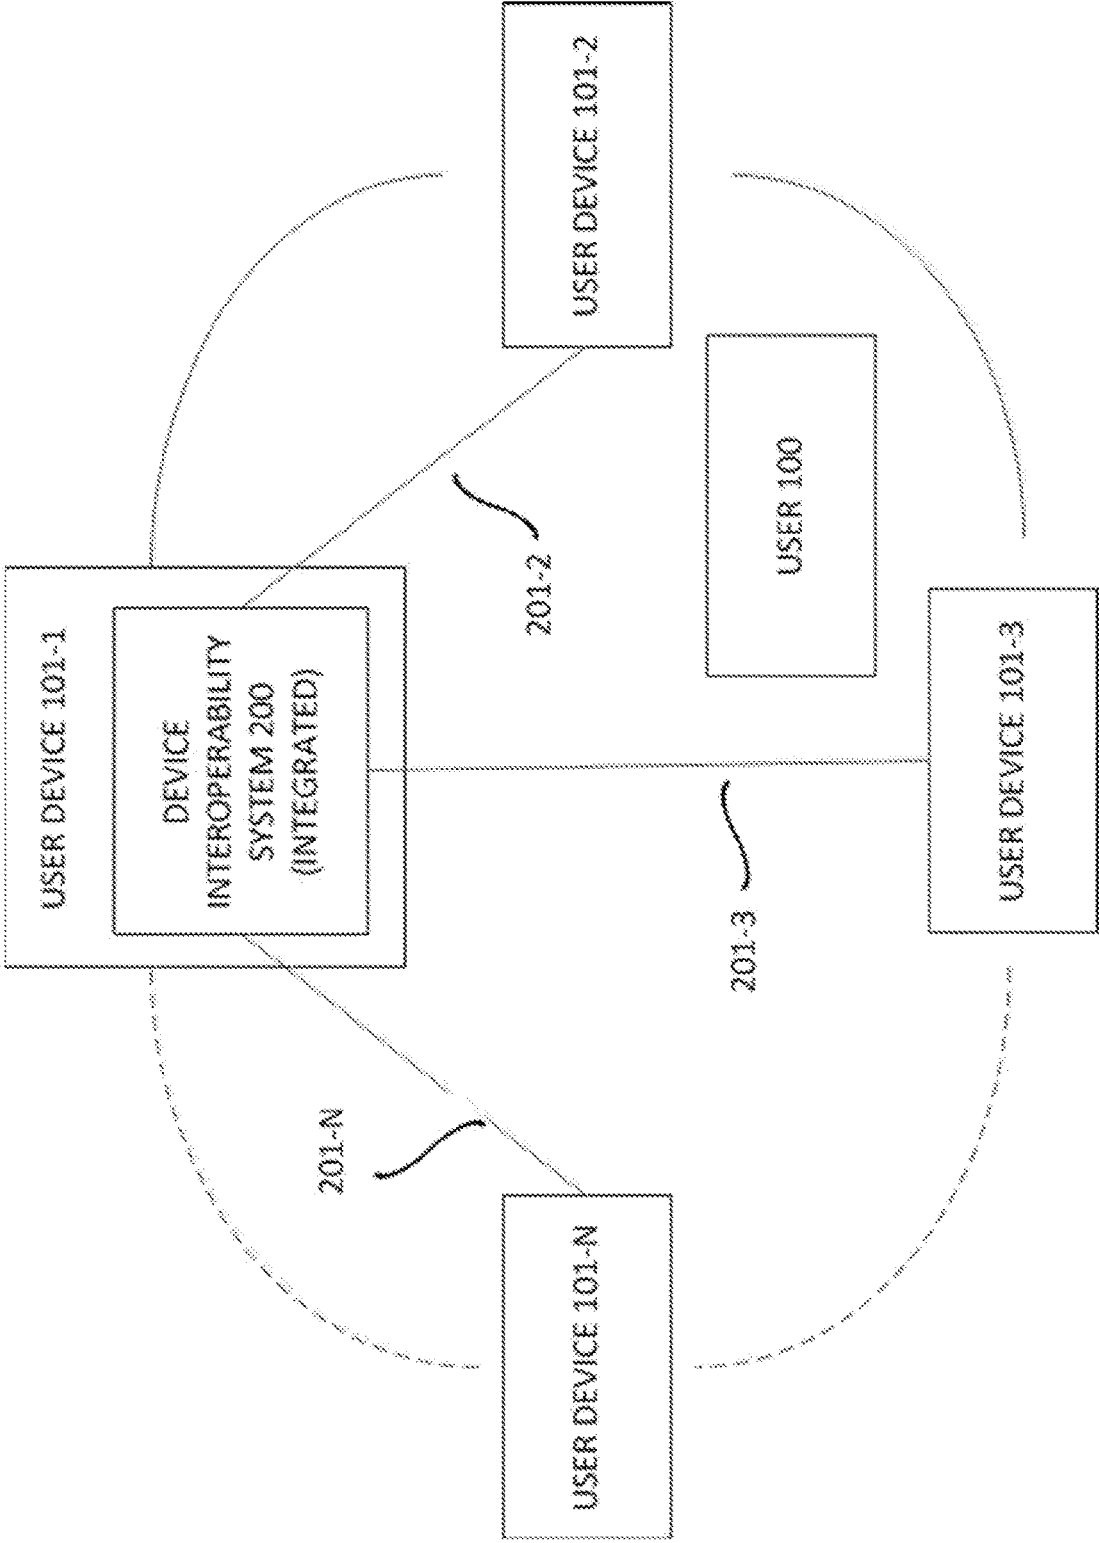 USER DEVICE 101-1
DEVICE
INTEROPERABILITY
SYSTEM 200
(INTEGRATED)
201-N
201-2
USER DEVICE 101-N
USER DEVICE 101-2
201-3
USER 100
USER DEVICE 101-3